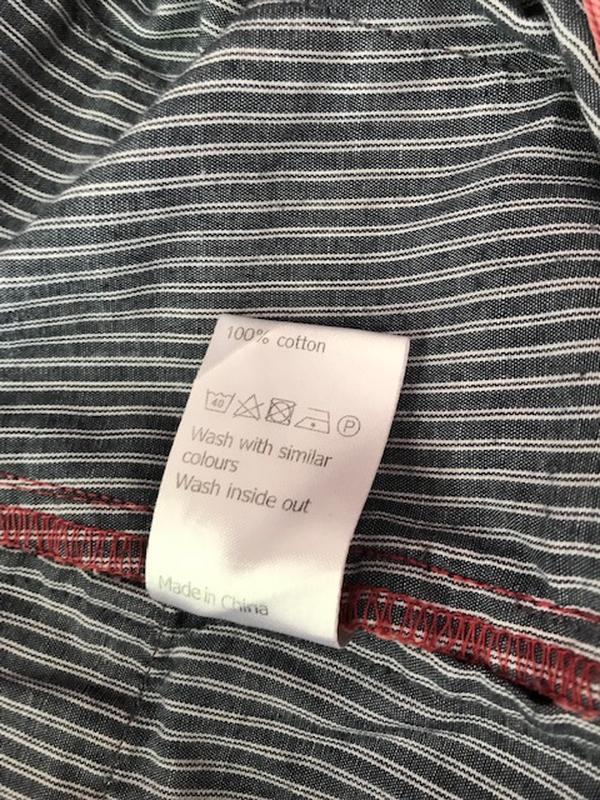 100% cotton
40 P
Wash with similar
colours
Wash inside out
Made in China